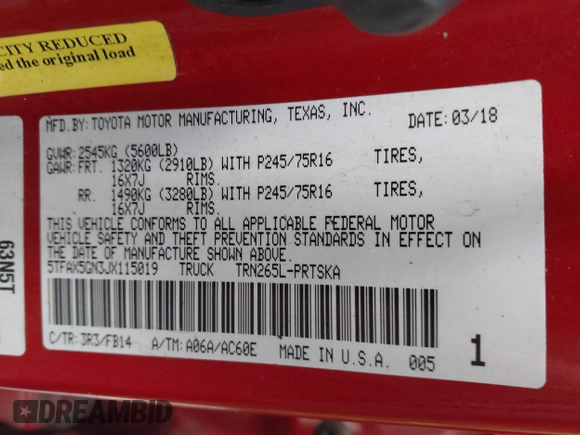 CITY REDUCED
ed the original load
MFD.BY:TOYOTA MOTOR MANUFACTURING, TEXAS, INC.
DATE:03/18
GVWR:2545KG (5600LB)
GAWR:FRT. 1320KG (2910LB) WITH P245/75R16 TIRES,
16X7J RIMS.
RR. 1490KG (3280LB) WITH P245/75R16 TIRES,
16X7J RIMS.
THIS VEHICLE CONFORMS TO ALL APPLICABLE FEDERAL MOTOR
VEHICLE SAFETY AND THEFT PREVENTION STANDARDS IN EFFECT ON
THE DATE OF MANUFACTURE SHOWN ABOVE.
5TFAX5GN3JX115019 TRUCK TRN265L-PRTSKA
C/TR:3R3/FB14 A/TM:A06A/AC60E MADE IN U.S.A. 005 1
63N5T
DREAMBID